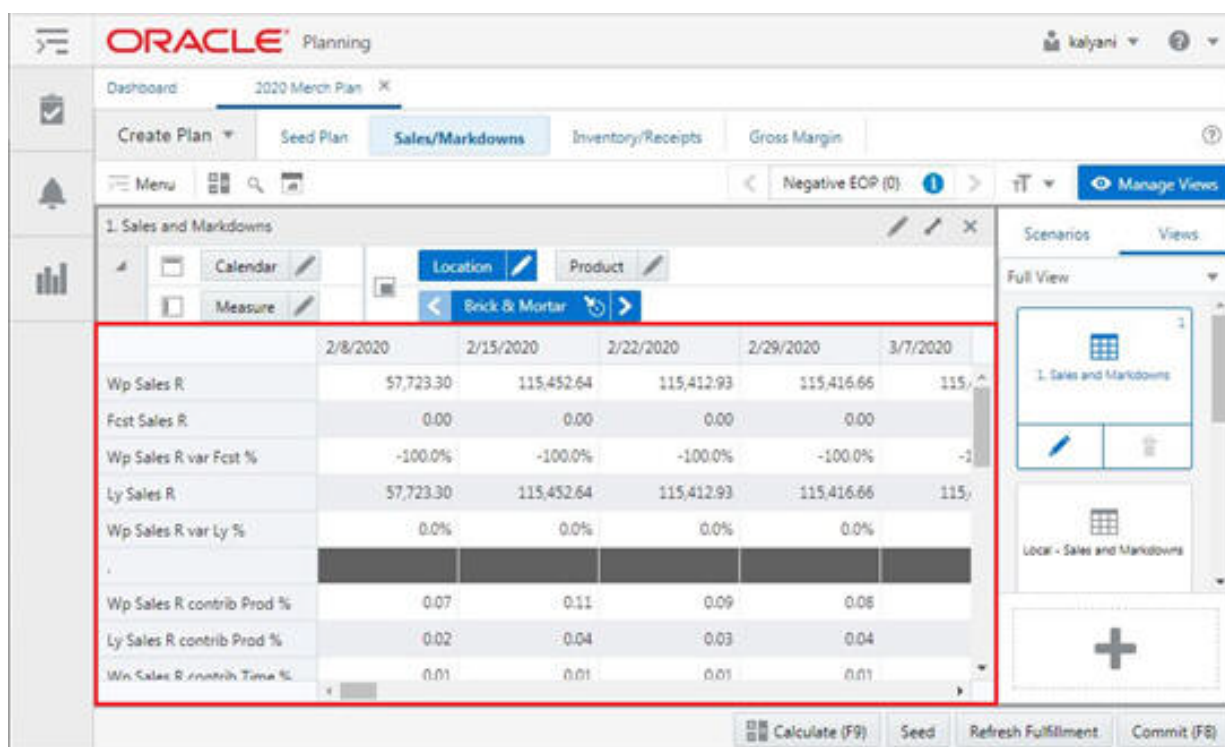 ORACLE Planning kalyani
Dashboard 2020 Merch Plan
Create Plan Seed Plan Sales/Markdowns Inventory/Receipts Gross Margin
Menu Negative EOP (0) Manage Views
1. Sales and Markdowns Scenarios Views
Calendar Location Product Full View
Measure Brick & Mortar
1
1. Sales and Markdowns
2/8/2020 2/15/2020 2/22/2020 2/29/2020 3/7/2020
Wp Sales R 57,723.30 115,452.64 115,412.93 115,416.66 115,
Fcst Sales R 0.00 0.00 0.00 0.00
Wp Sales R var Fcst % -100.0% -100.0% -100.0% -100.0% -1
Ly Sales R 57,723.30 115,452.64 115,412.93 115,416.66 115,
Wp Sales R var Ly % 0.0% 0.0% 0.0% 0.0%
.
Local - Sales and Markdowns
Wp Sales R contrib Prod % 0.07 0.11 0.09 0.08
Ly Sales R contrib Prod % 0.02 0.04 0.03 0.04
Wp Sales R contrib Time % 0.01 0.01 0.01 0.01
Calculate (F9) Seed Refresh Fulfillment Commit (F8)